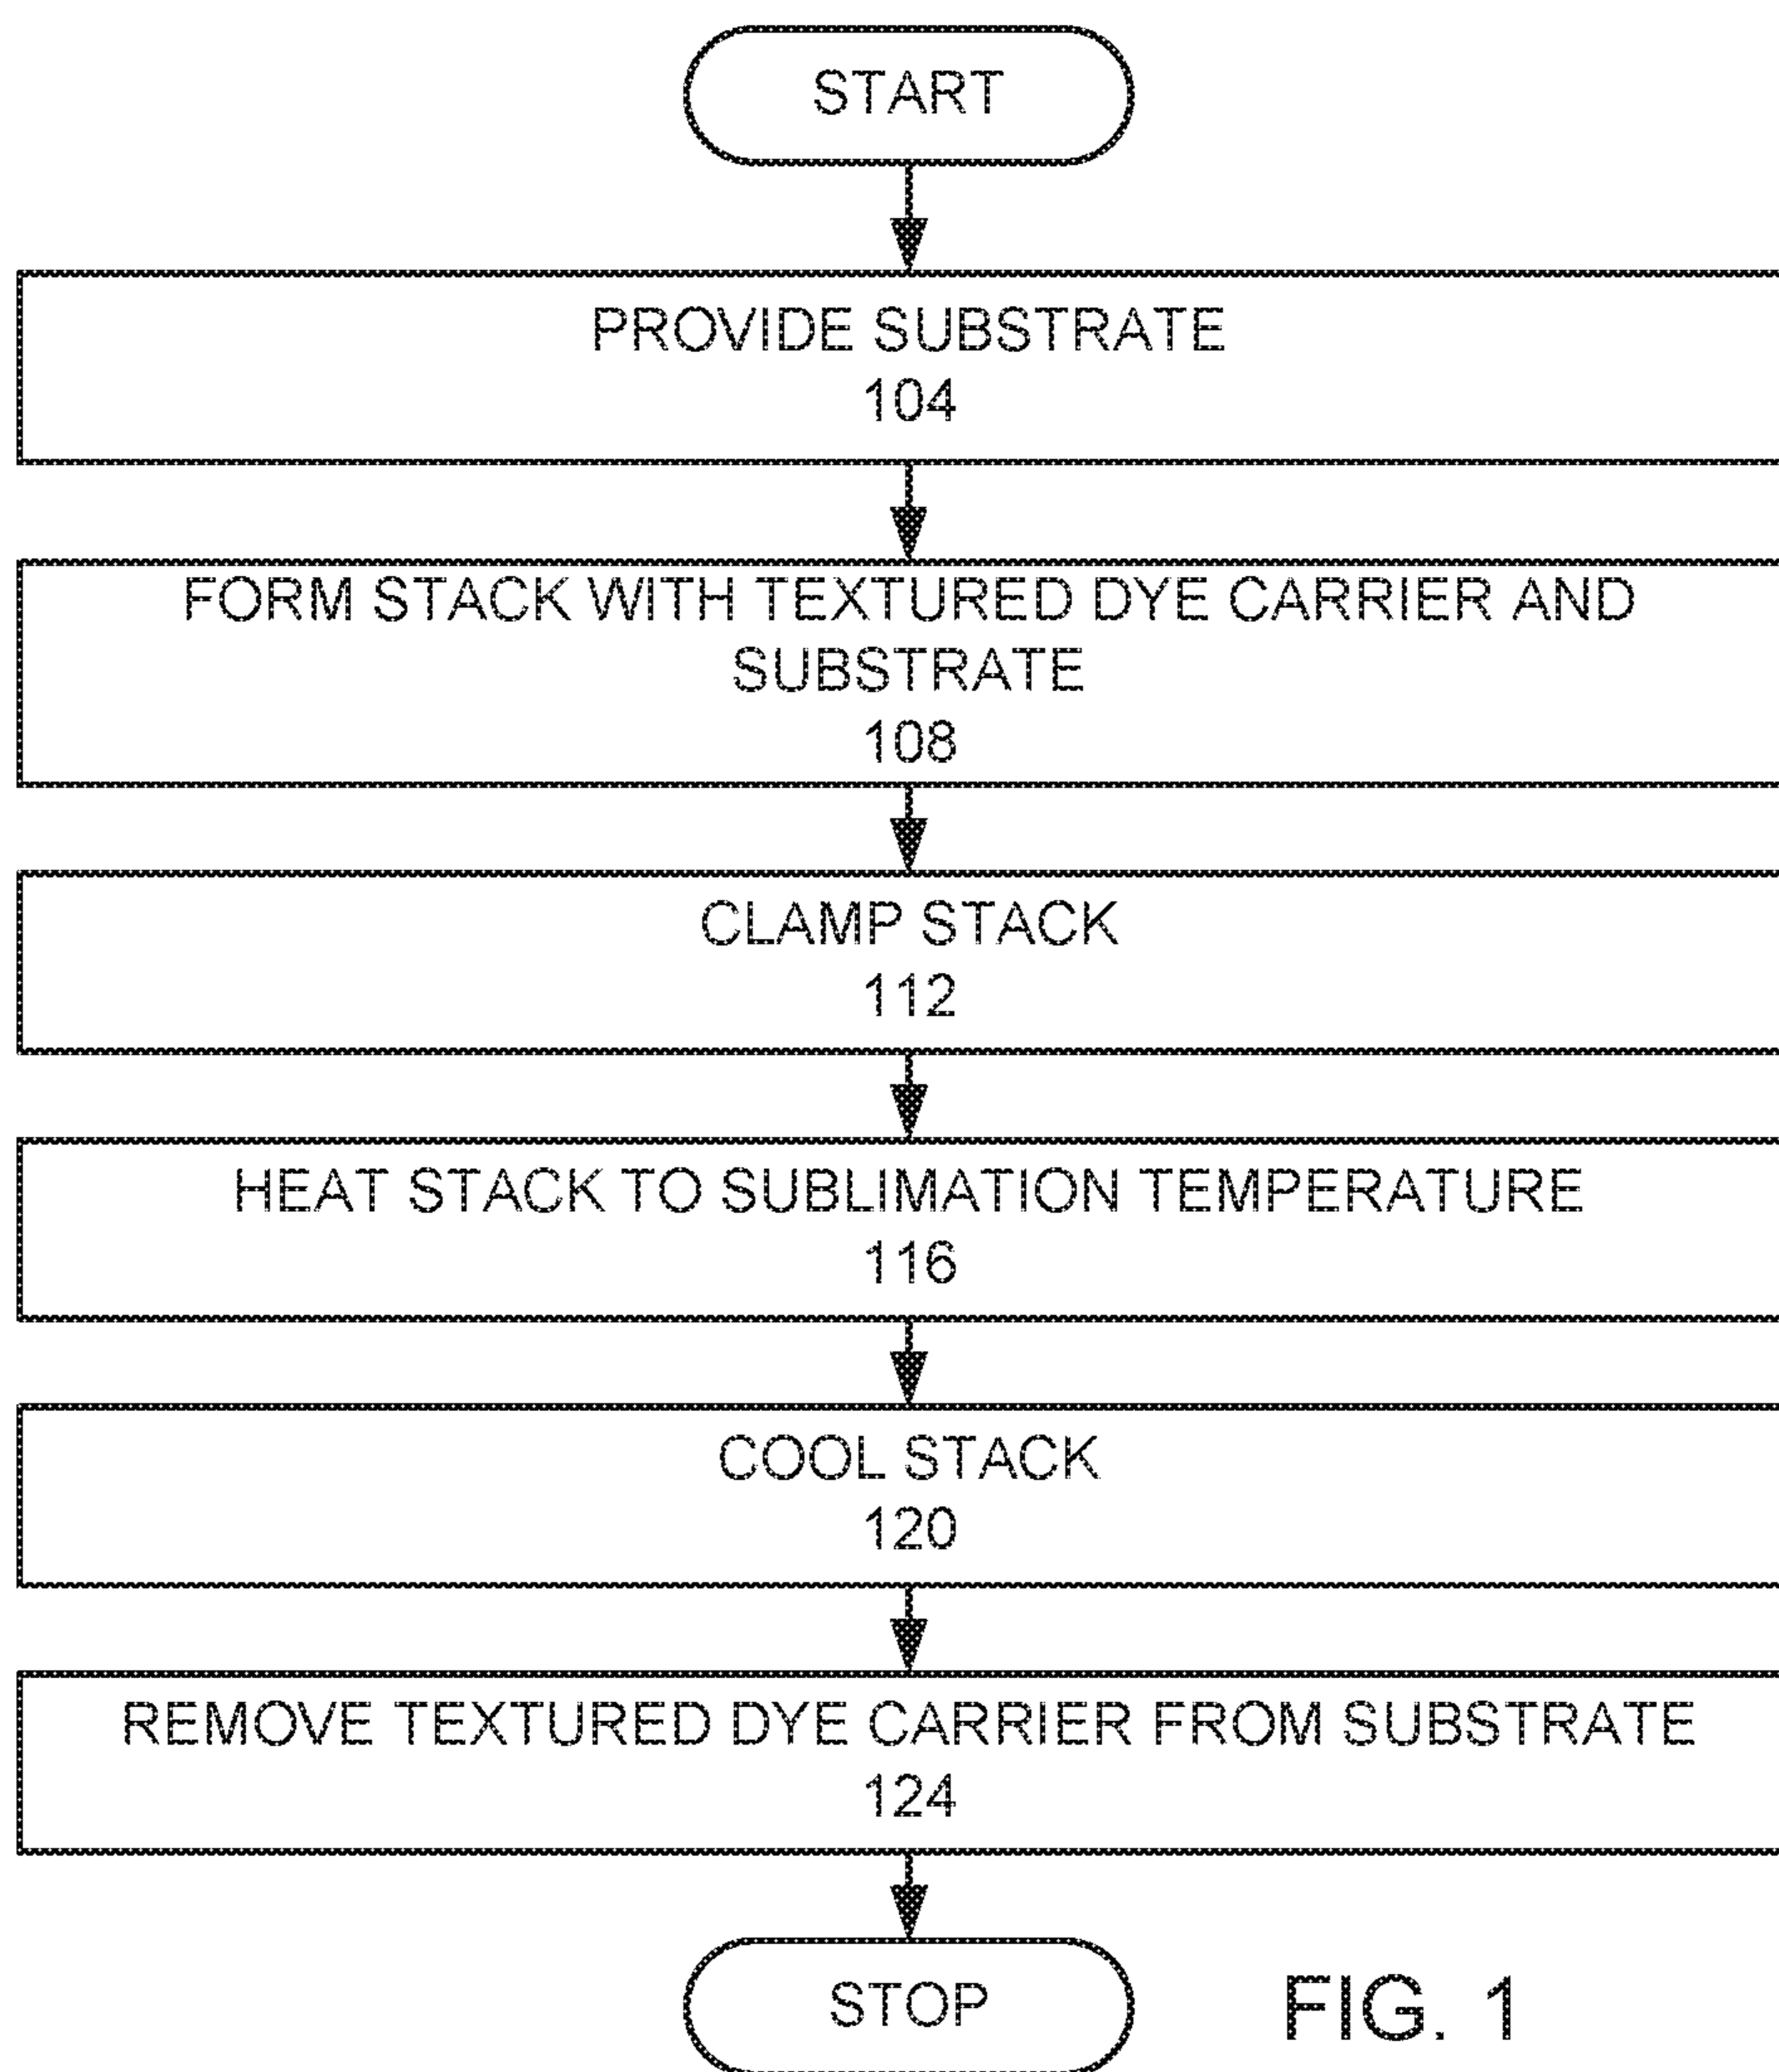 START
PROVIDE SUBSTRATE
104
FORM STACK WITH TEXTURED DYE CARRIER AND
SUBSTRATE
108
CLAMP STACK
112
HEAT STACK TO SUBLIMATION TEMPERATURE
116
COOL STACK
120
REMOVE TEXTURED DYE CARRIER FROM SUBSTRATE
124
STOP
FIG. 1